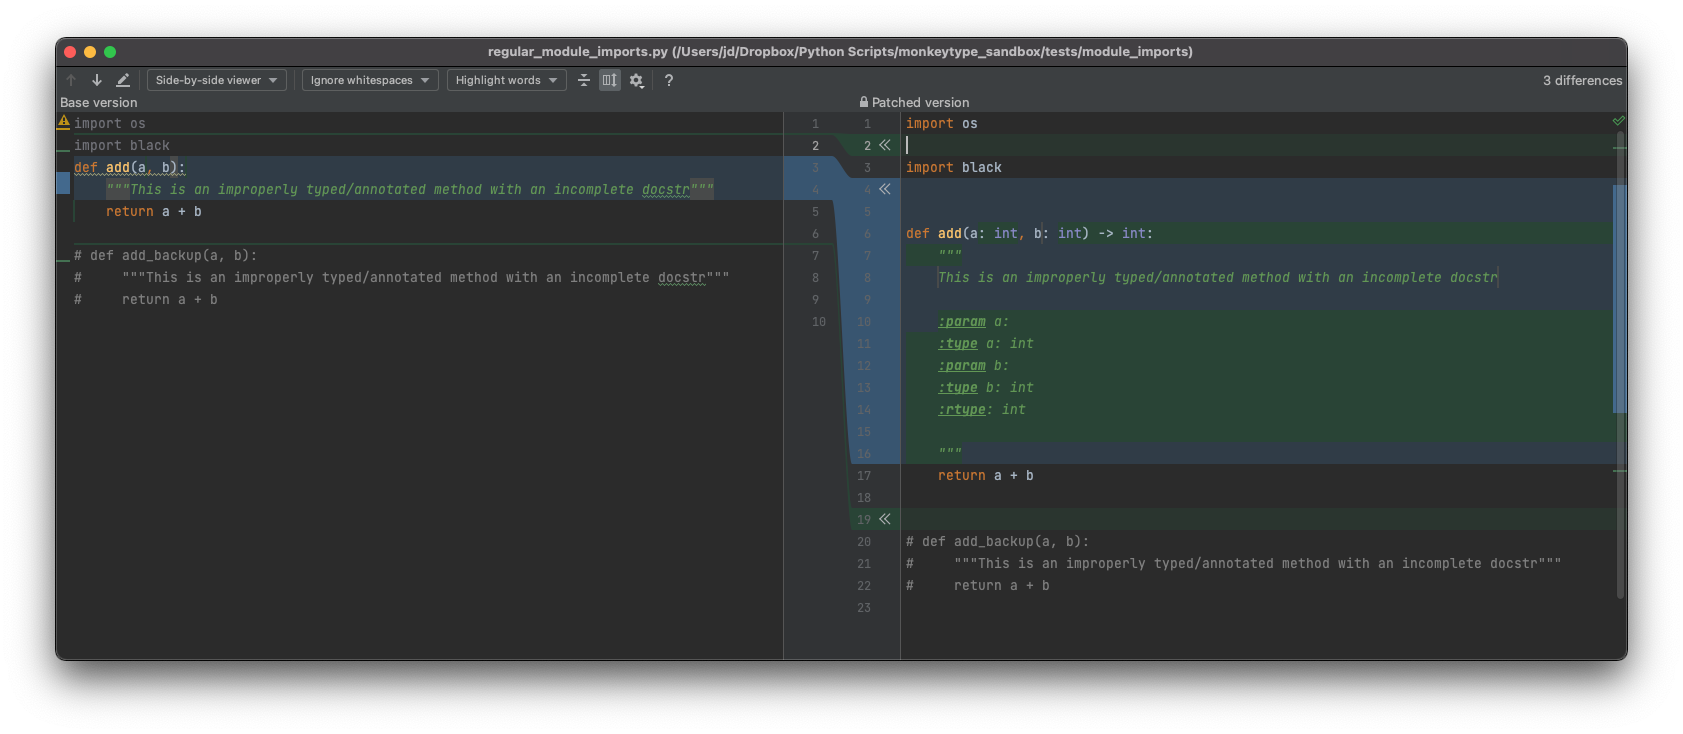 regular_module_imports.py (/Users/jd/Dropbox/Python Scripts/monkeytype_sandbox/tests/module_imports)
Side-by-side viewer Ignore whitespaces Highlight words ? 3 differences
Base version
1 import os
2 import black
3 def add(a, b):
4     """This is an improperly typed/annotated method with an incomplete docstr"""
5     return a + b
6
7 # def add_backup(a, b):
8 #     """This is an improperly typed/annotated method with an incomplete docstr"""
9 #     return a + b
10
Patched version
1 import os
2
3 import black
4
5
6 def add(a: int, b: int) -> int:
7     """
8     This is an improperly typed/annotated method with an incomplete docstr
9
10     :param a:
11     :type a: int
12     :param b:
13     :type b: int
14     :rtype: int
15
16     """
17     return a + b
18
19
20 # def add_backup(a, b):
21 #     """This is an improperly typed/annotated method with an incomplete docstr"""
22 #     return a + b
23